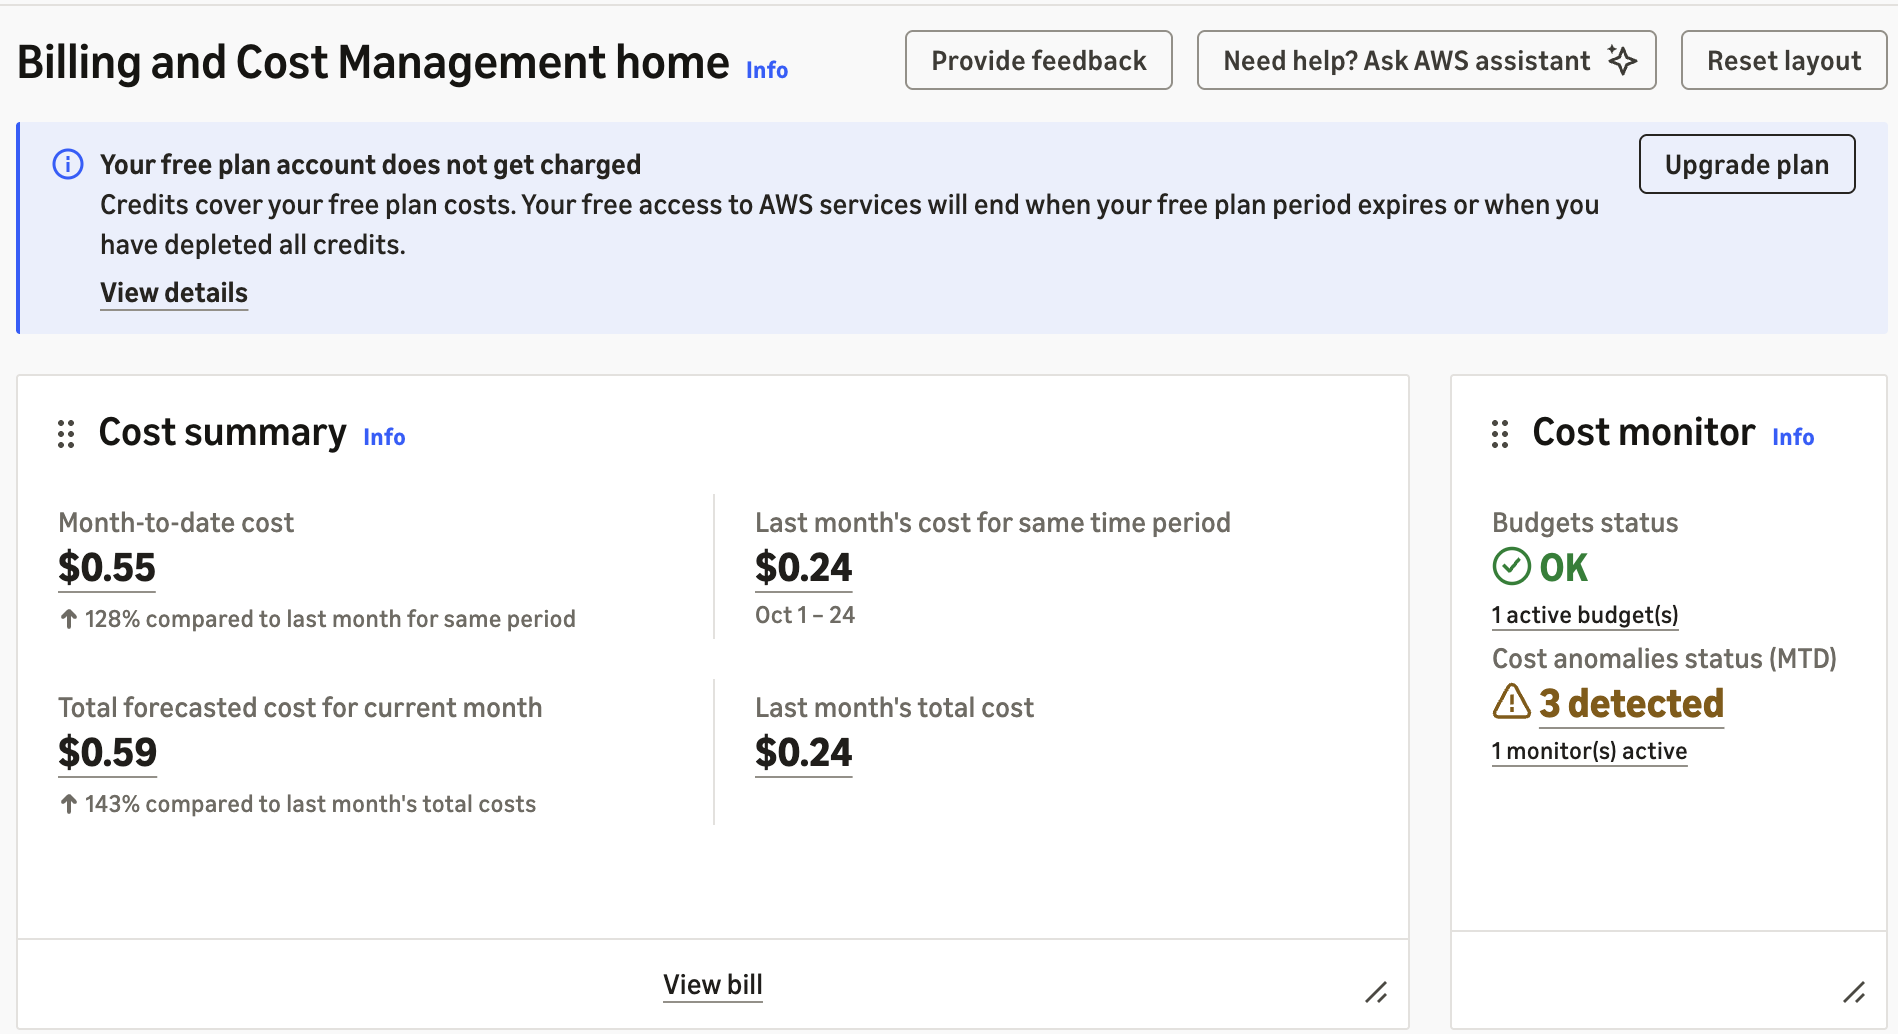 Billing and Cost Management home Info
Provide feedback
Need help? Ask AWS assistant
Reset layout
Your free plan account does not get charged
Credits cover your free plan costs. Your free access to AWS services will end when your free plan period expires or when you
have depleted all credits.
View details
Upgrade plan
Cost summary Info
Month-to-date cost
$0.55
128% compared to last month for same period
Last month's cost for same time period
$0.24
Oct 1 – 24
Total forecasted cost for current month
$0.59
143% compared to last month's total costs
Last month's total cost
$0.24
View bill
Cost monitor Info
Budgets status
OK
1 active budget(s)
Cost anomalies status (MTD)
3 detected
1 monitor(s) active